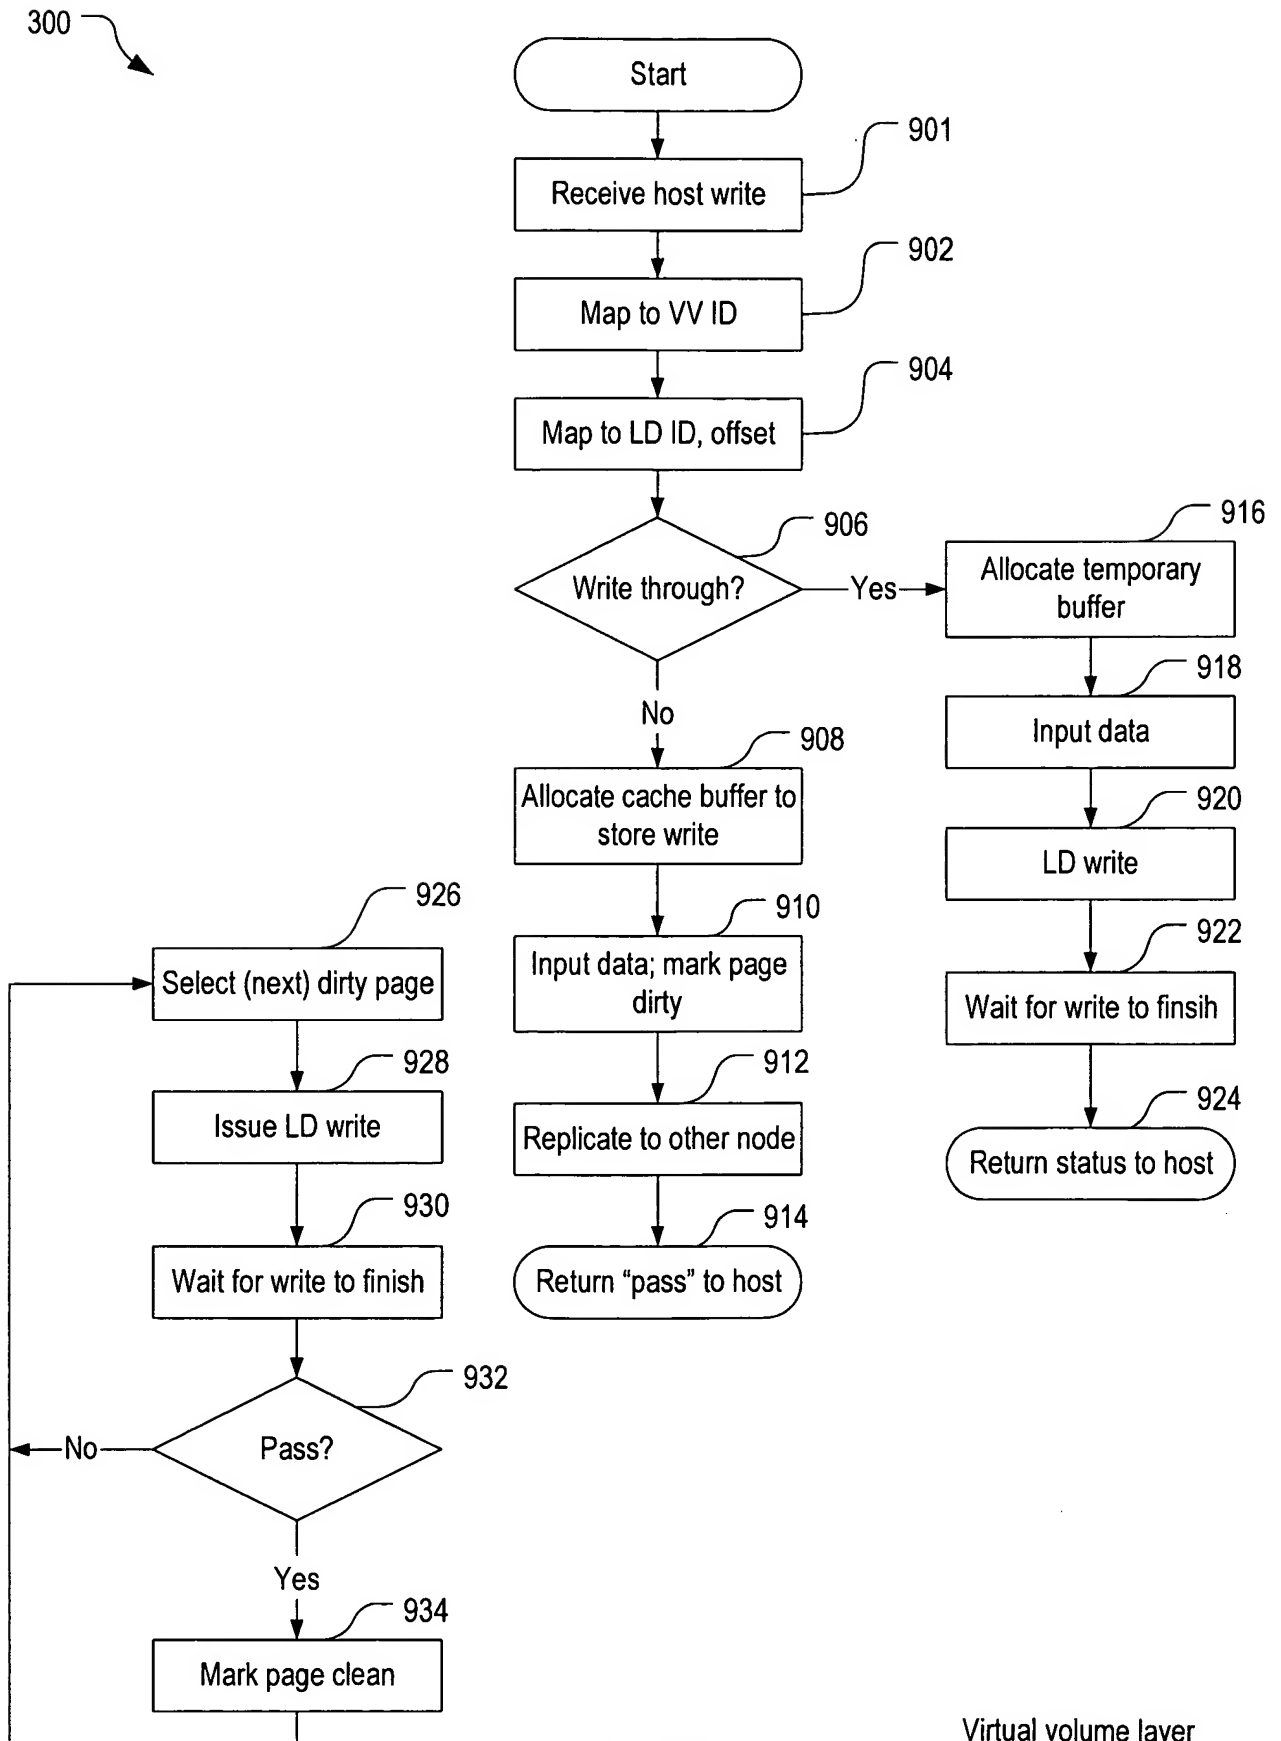 300
Start
901
Receive host write
902
Map to VV ID
904
Map to LD ID, offset
906
Write through?
Yes
916
Allocate temporary
buffer
918
Input data
920
LD write
922
Wait for write to finsih
924
Return status to host
No
908
Allocate cache buffer to
store write
910
Input data; mark page
dirty
912
Replicate to other node
914
Return “pass” to host
926
Select (next) dirty page
928
Issue LD write
930
Wait for write to finish
932
Pass?
No
Yes
934
Mark page clean
Virtual volume layer